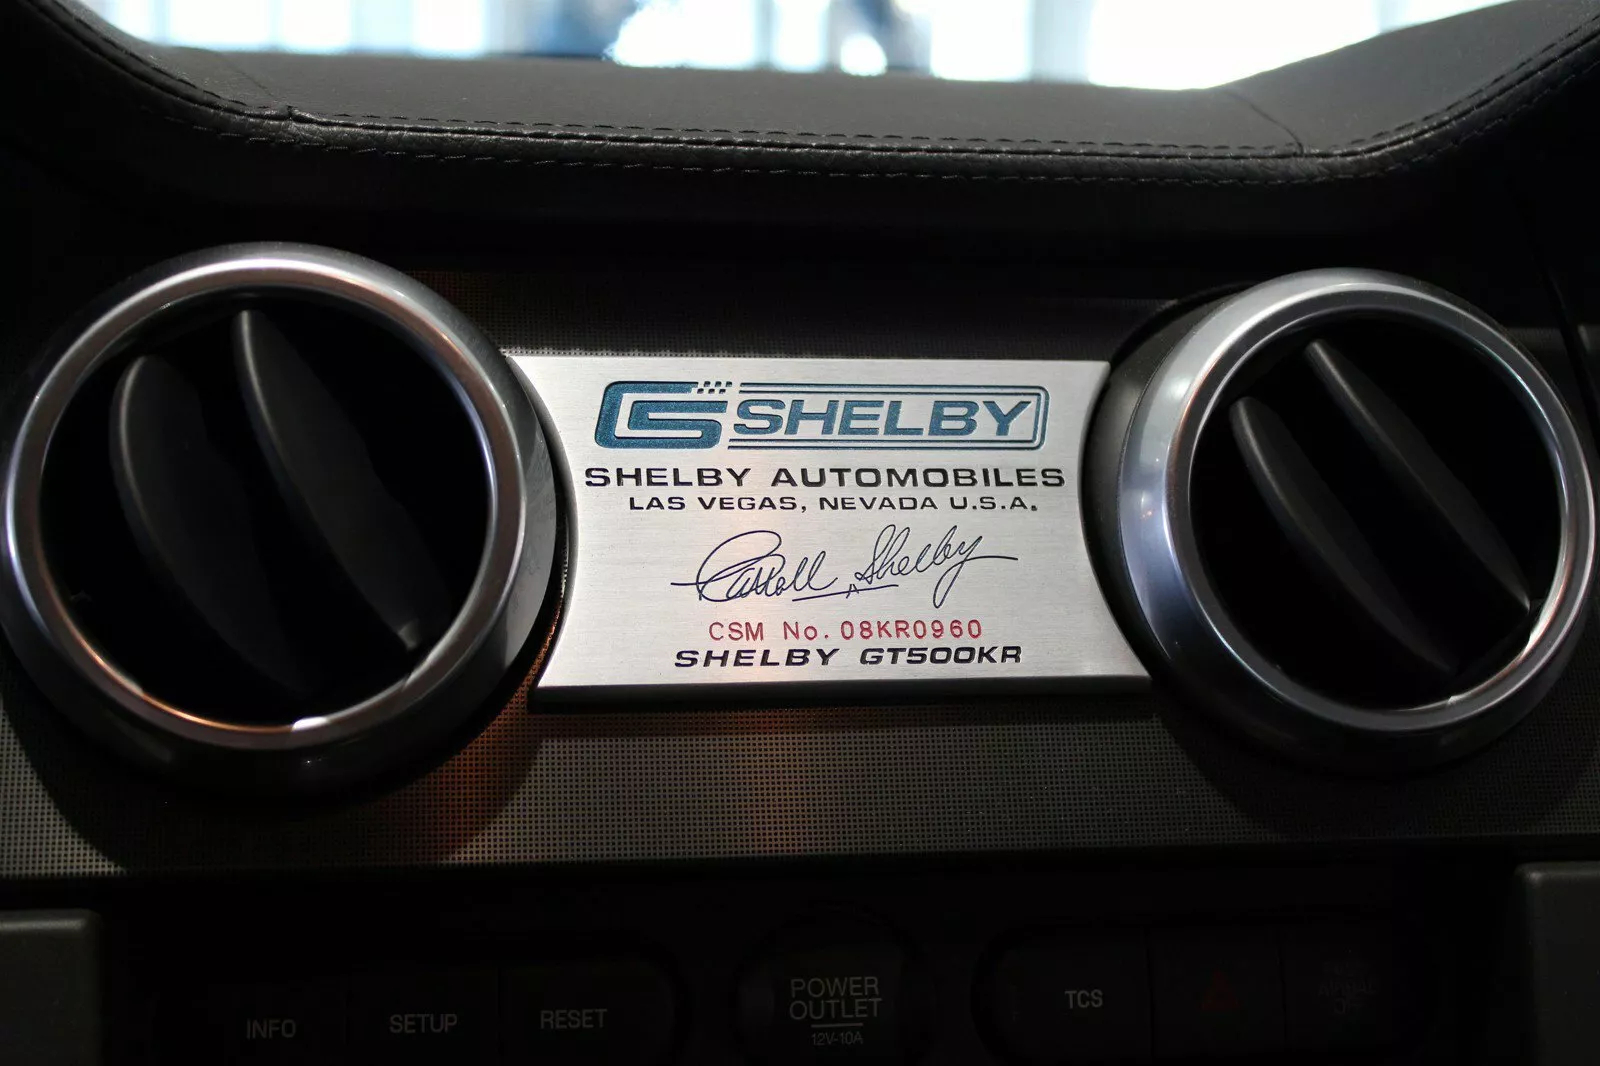 CS SHELBY
SHELBY AUTOMOBILES
LAS VEGAS, NEVADA U.S.A.
Carroll Shelby
CSM No. 08KR0960
SHELBY GT500KR
INFO SETUP RESET
POWER
OUTLET
12V-10A
TCS